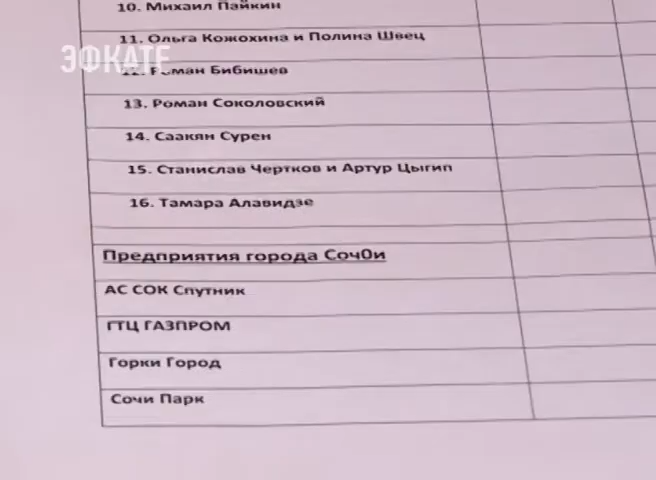 10. Михаил Пайкин
11. Ольга Кожохина и Полина Швец
ЭФКАТЕ
12. Роман Бибишев
13. Роман Соколовский
14. Саакян Сурен
15. Станислав Чертков и Артур Цыгип
16. Тамара Алавидзе
Предприятия города Соч0и
АС СОК Спутник
ГТЦ ГАЗПРОМ
Горки Город
Сочи Парк